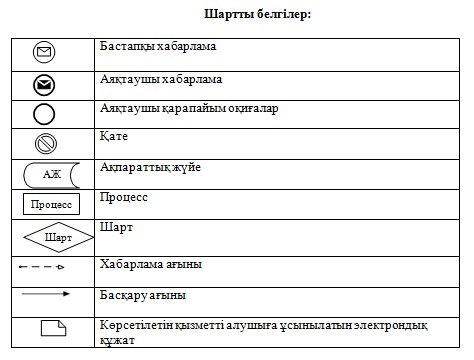 Шартты белгілер:
Бастапқы хабарлама
Аяқтаушы хабарлама
Аяқтаушы қарапайым оқиғалар
Қате
АЖ
Ақпараттық жүйе
Процесс
Процесс
Шарт
Шарт
Хабарлама ағыны
Басқару ағыны
Көрсетілетін қызметті алушыға ұсынылатын электрондық
құжат